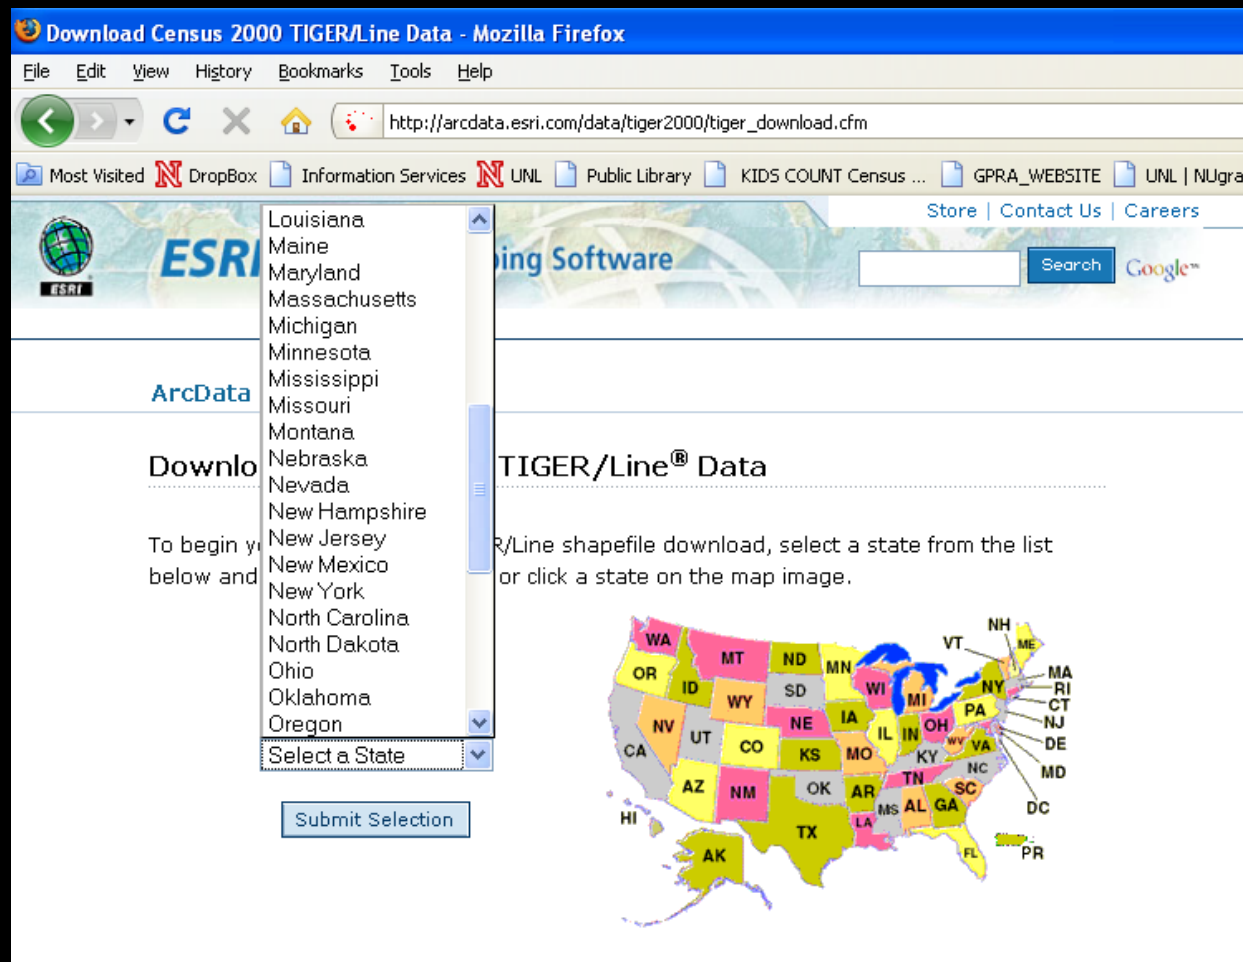 Download Census 2000 TIGER/Line Data - Mozilla Firefox
File Edit View History Bookmarks Tools Help
http://arcdata.esri.com/data/tiger2000/tiger_download.cfm
Most Visited DropBox Information Services UNL Public Library KIDS COUNT Census ... GPRA_WEBSITE UNL | NUgra
Store | Contact Us | Careers
ESRI
ESRI
ping Software
Search Google™
ArcData
Downlo
TIGER/Line® Data
To begin y
R/Line shapefile download, select a state from the list
below and
or click a state on the map image.
Louisiana
Maine
Maryland
Massachusetts
Michigan
Minnesota
Mississippi
Missouri
Montana
Nebraska
Nevada
New Hampshire
New Jersey
New Mexico
New York
North Carolina
North Dakota
Ohio
Oklahoma
Oregon
Select a State
Submit Selection
WA MT ND MN VT NH ME
OR ID WY SD WI MI NY MA
RI
CT
NV UT CO NE IA IL IN OH PA NJ
CA KS MO KY WV VA DE
MD
AZ NM OK AR TN NC SC DC
HI TX LA MS AL GA
AK FL PR